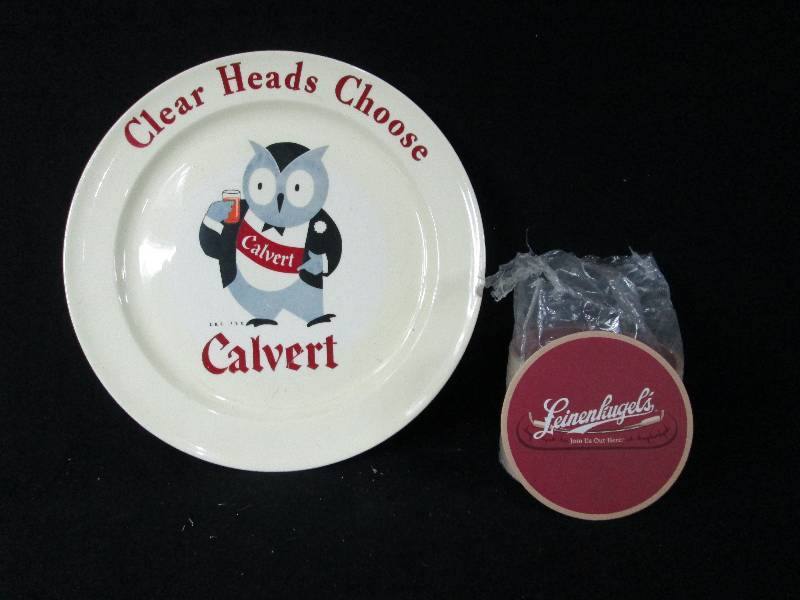 Clear Heads Choose
Calvert
Calvert
Leinenkugel's
Join Us Out Here